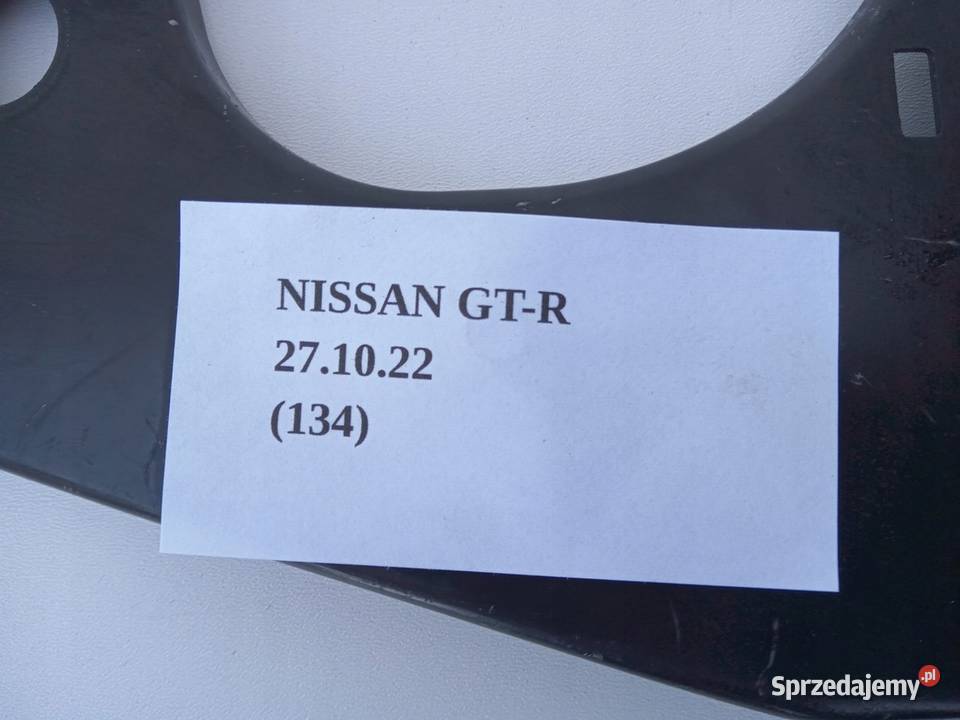 NISSAN GT-R
27.10.22
(134)
Sprzedajemy.pl